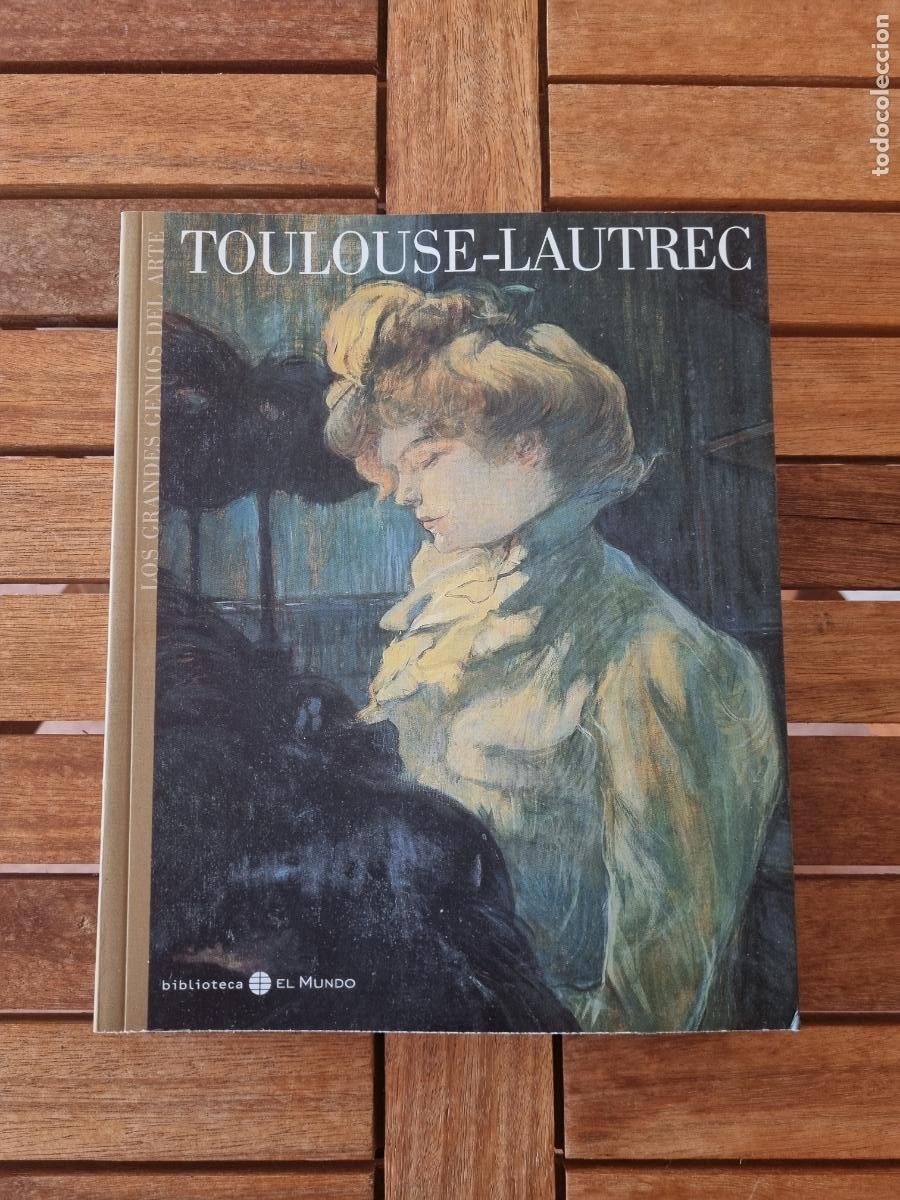 TOULOUSE-LAUTREC
LOS GRANDES GENIOS DEL ARTE
biblioteca EL MUNDO
todocoleccion